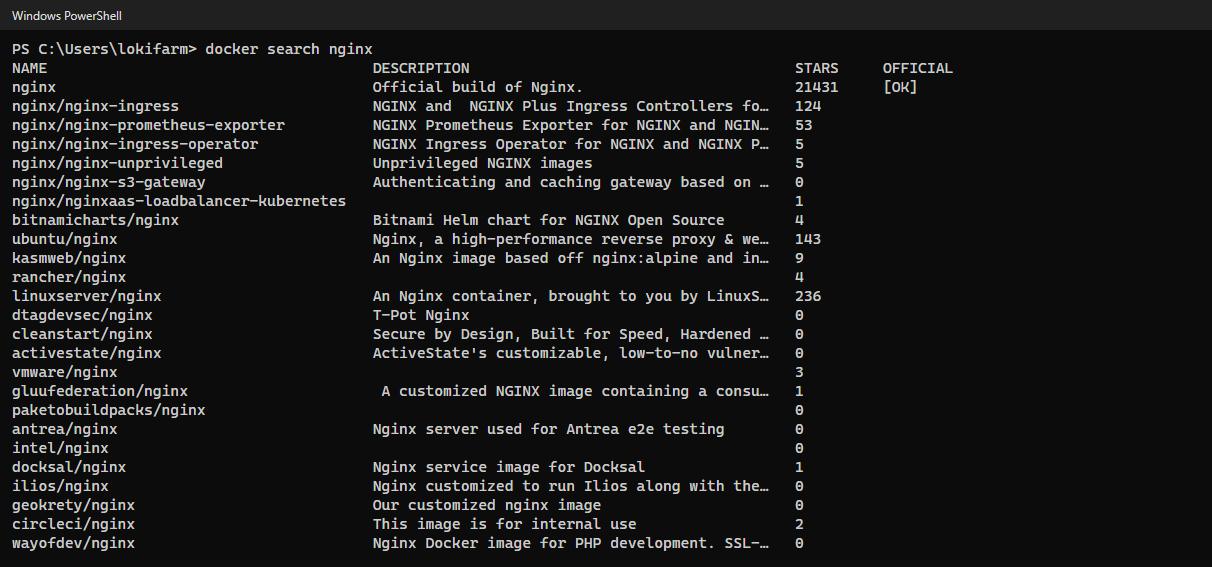 Windows PowerShell
PS C:\Users\lokifarm> docker search nginx
NAME DESCRIPTION STARS OFFICIAL
nginx Official build of Nginx. 21431 [OK]
nginx/nginx-ingress NGINX and  NGINX Plus Ingress Controllers fo… 124
nginx/nginx-prometheus-exporter NGINX Prometheus Exporter for NGINX and NGIN… 53
nginx/nginx-ingress-operator NGINX Ingress Operator for NGINX and NGINX P… 5
nginx/nginx-unprivileged Unprivileged NGINX images 5
nginx/nginx-s3-gateway Authenticating and caching gateway based on … 0
nginx/nginxaas-loadbalancer-kubernetes 1
bitnamicharts/nginx Bitnami Helm chart for NGINX Open Source 4
ubuntu/nginx Nginx, a high-performance reverse proxy & we… 143
kasmweb/nginx An Nginx image based off nginx:alpine and in… 9
rancher/nginx 4
linuxserver/nginx An Nginx container, brought to you by LinuxS… 236
dtagdevsec/nginx T-Pot Nginx 0
cleanstart/nginx Secure by Design, Built for Speed, Hardened … 0
activestate/nginx ActiveState's customizable, low-to-no vulner… 0
vmware/nginx 3
gluufederation/nginx A customized NGINX image containing a consu… 1
paketobuildpacks/nginx 0
antrea/nginx Nginx server used for Antrea e2e testing 0
intel/nginx 0
docksal/nginx Nginx service image for Docksal 1
ilios/nginx Nginx customized to run Ilios along with the… 0
geokrety/nginx Our customized nginx image 0
circleci/nginx This image is for internal use 2
wayofdev/nginx Nginx Docker image for PHP development. SSL-… 0